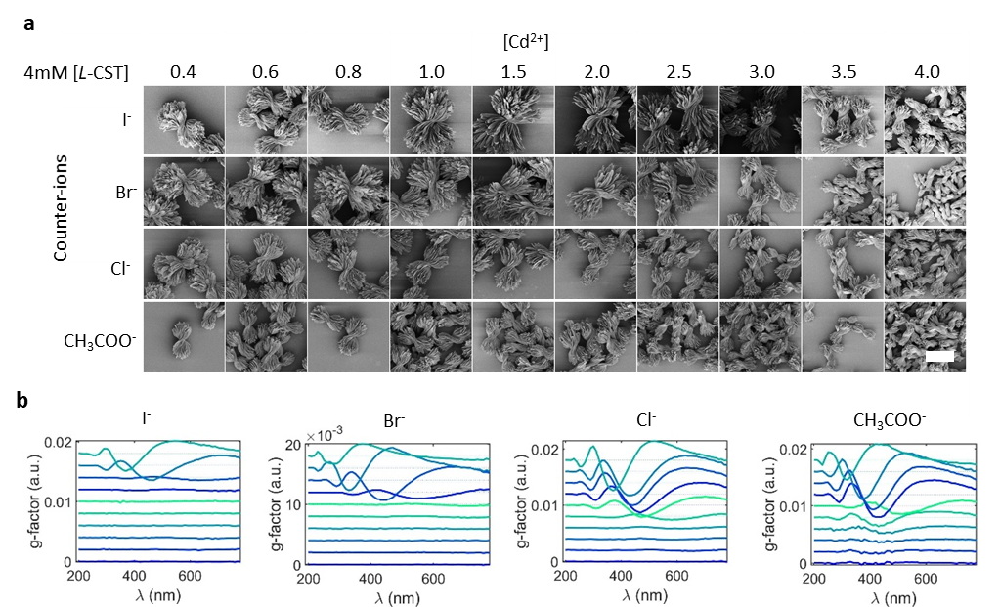 a
[Cd²⁺]
4mM [L-CST] 0.4 0.6 0.8 1.0 1.5 2.0 2.5 3.0 3.5 4.0
Counter-ions
I⁻
Br⁻
Cl⁻
CH₃COO⁻
b
I⁻
g-factor (a.u.)
0.02
0.01
0
200 400 600
λ (nm)
Br⁻
×10⁻³
g-factor (a.u.)
20
10
0
200 400 600
λ (nm)
Cl⁻
g-factor (a.u.)
0.02
0.01
0
200 400 600
λ (nm)
CH₃COO⁻
g-factor (a.u.)
0.02
0.01
0
200 400 600
λ (nm)